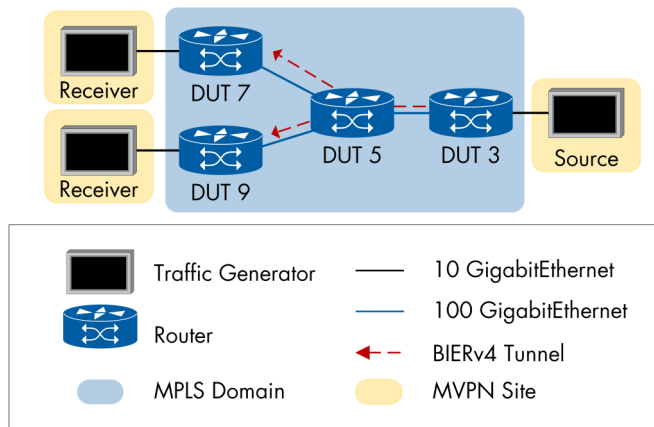 Receiver
DUT 7
Receiver
DUT 9
DUT 5
DUT 3
Source
Traffic Generator
10 GigabitEthernet
100 GigabitEthernet
Router
BIERv4 Tunnel
MPLS Domain
MVPN Site